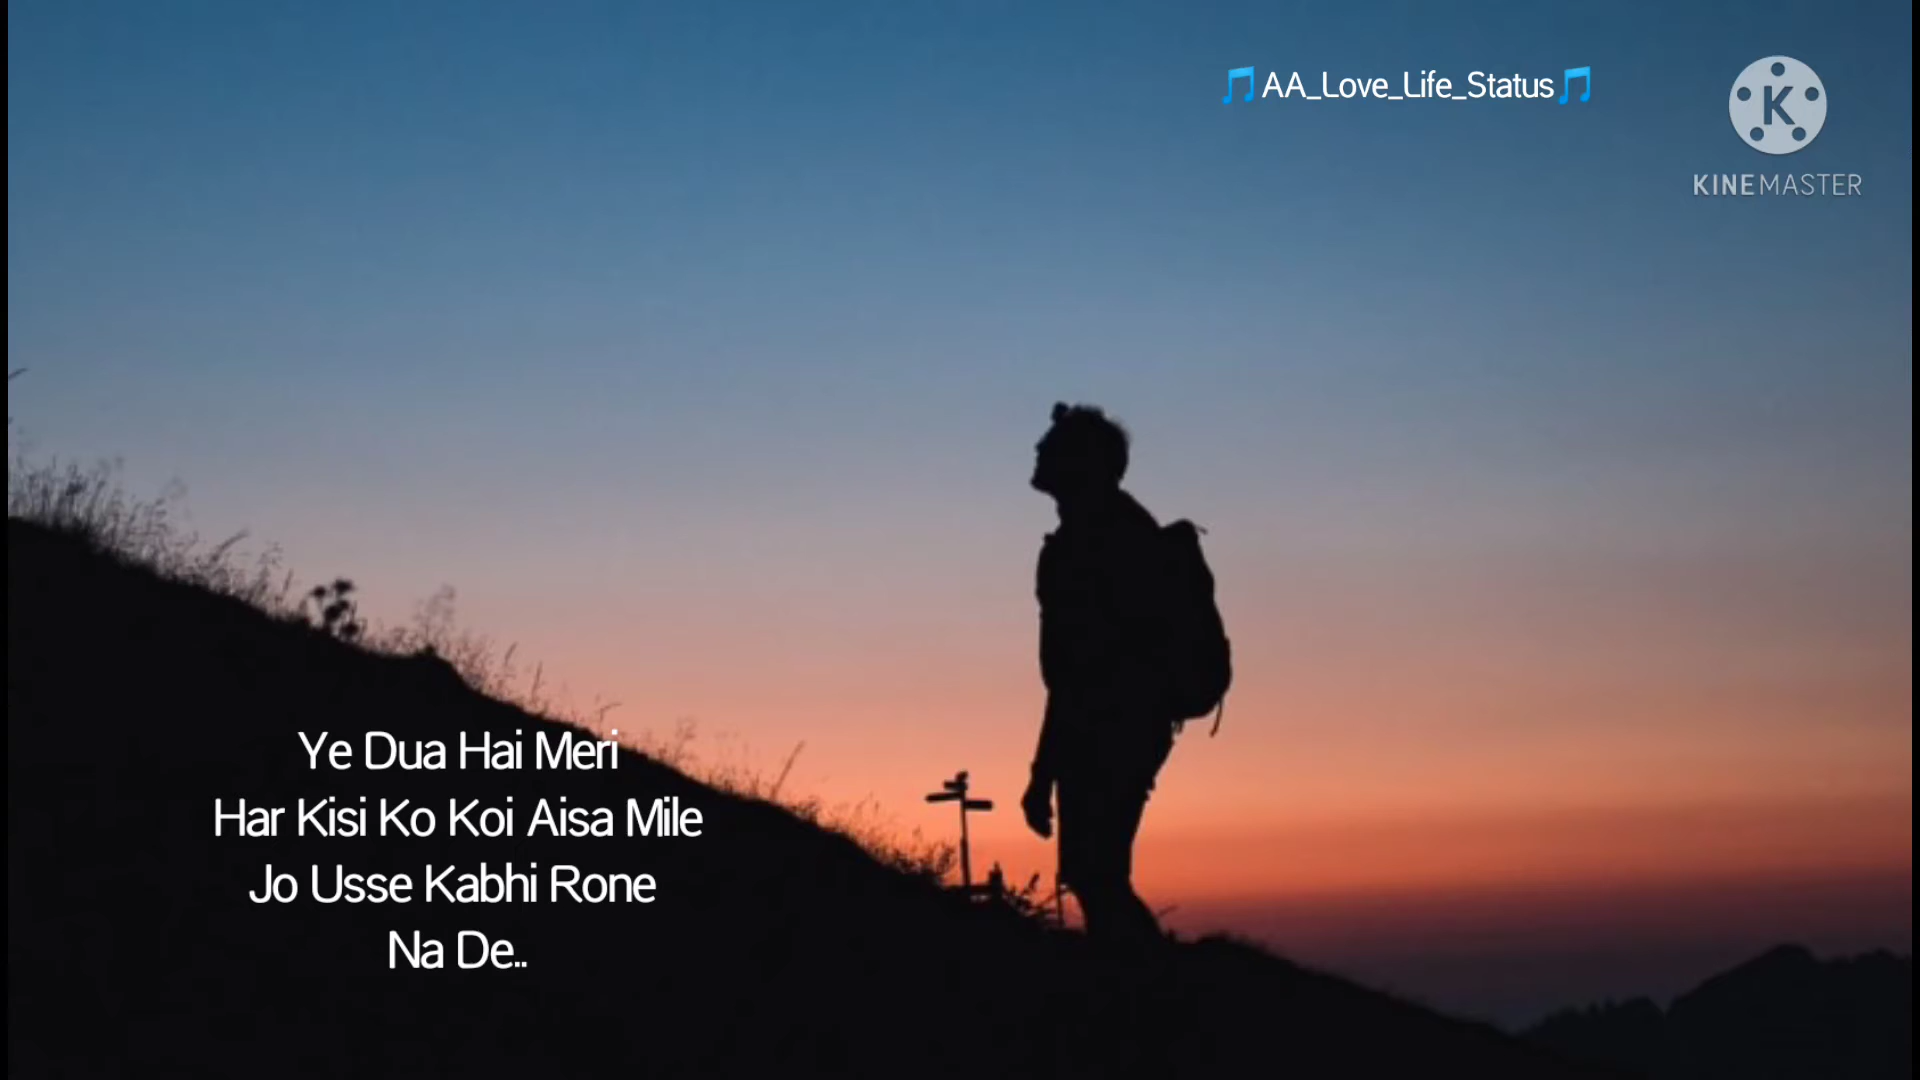 🎵AA_Love_Life_Status🎵
K
KINEMASTER
Ye Dua Hai Meri
Har Kisi Ko Koi Aisa Mile
Jo Usse Kabhi Rone
Na De..